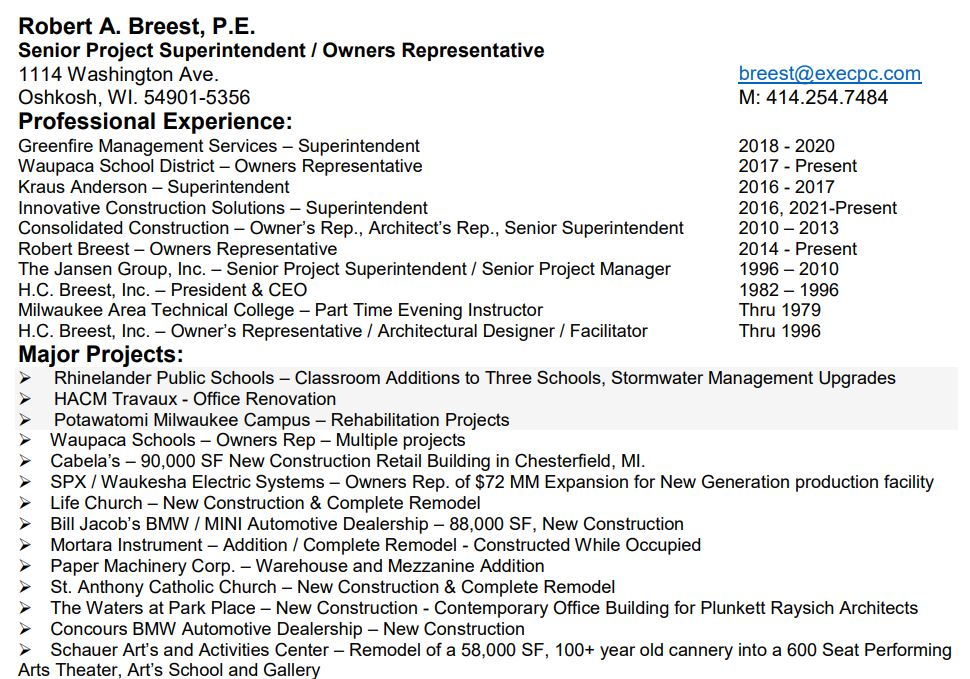 Robert A. Breest, P.E.
Senior Project Superintendent / Owners Representative
1114 Washington Ave. breest@execpc.com
Oshkosh, WI. 54901-5356 M: 414.254.7484
Professional Experience:
Greenfire Management Services – Superintendent 2018 - 2020
Waupaca School District – Owners Representative 2017 - Present
Kraus Anderson – Superintendent 2016 - 2017
Innovative Construction Solutions – Superintendent 2016, 2021-Present
Consolidated Construction – Owner’s Rep., Architect’s Rep., Senior Superintendent 2010 – 2013
Robert Breest – Owners Representative 2014 - Present
The Jansen Group, Inc. – Senior Project Superintendent / Senior Project Manager 1996 – 2010
H.C. Breest, Inc. – President & CEO 1982 – 1996
Milwaukee Area Technical College – Part Time Evening Instructor Thru 1979
H.C. Breest, Inc. – Owner’s Representative / Architectural Designer / Facilitator Thru 1996
Major Projects:
➢ Rhinelander Public Schools – Classroom Additions to Three Schools, Stormwater Management Upgrades
➢ HACM Travaux - Office Renovation
➢ Potawatomi Milwaukee Campus – Rehabilitation Projects
➢ Waupaca Schools – Owners Rep – Multiple projects
➢ Cabela’s – 90,000 SF New Construction Retail Building in Chesterfield, MI.
➢ SPX / Waukesha Electric Systems – Owners Rep. of $72 MM Expansion for New Generation production facility
➢ Life Church – New Construction & Complete Remodel
➢ Bill Jacob’s BMW / MINI Automotive Dealership – 88,000 SF, New Construction
➢ Mortara Instrument – Addition / Complete Remodel - Constructed While Occupied
➢ Paper Machinery Corp. – Warehouse and Mezzanine Addition
➢ St. Anthony Catholic Church – New Construction & Complete Remodel
➢ The Waters at Park Place – New Construction - Contemporary Office Building for Plunkett Raysich Architects
➢ Concours BMW Automotive Dealership – New Construction
➢ Schauer Art’s and Activities Center – Remodel of a 58,000 SF, 100+ year old cannery into a 600 Seat Performing
Arts Theater, Art’s School and Gallery